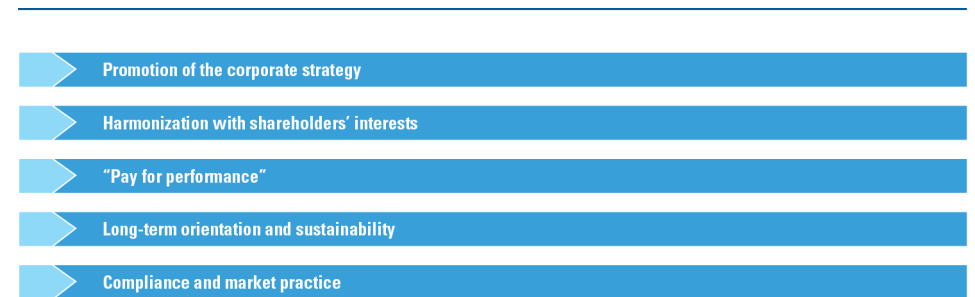 Promotion of the corporate strategy
Harmonization with shareholders’ interests
“Pay for performance”
Long-term orientation and sustainability
Compliance and market practice